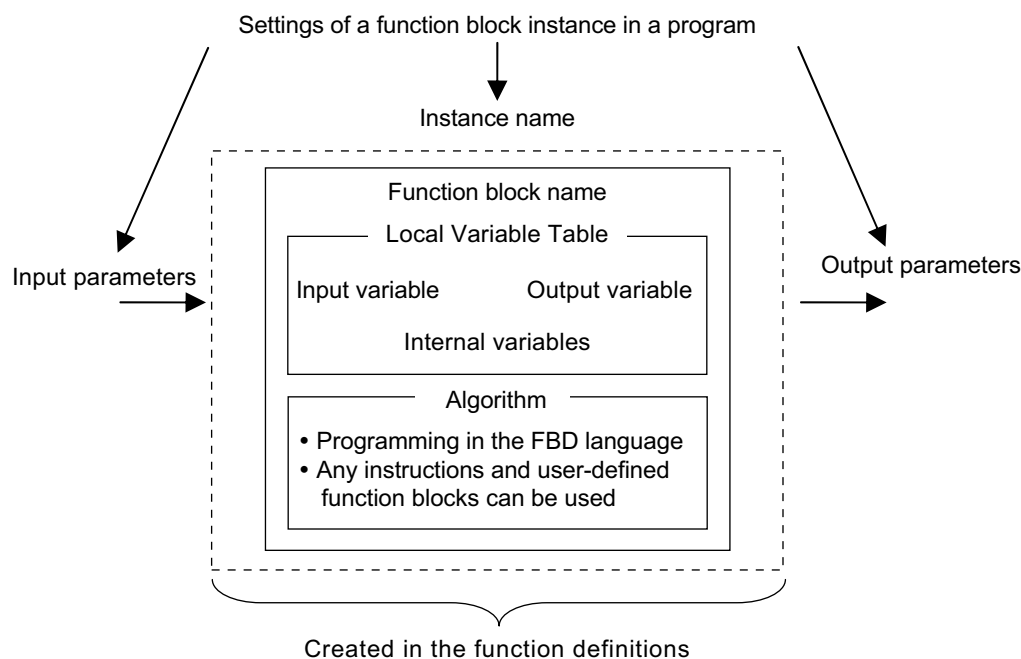 Settings of a function block instance in a program
Instance name
Function block name
Local Variable Table
Input parameters
Output parameters
Input variable
Output variable
Internal variables
Algorithm
• Programming in the FBD language
• Any instructions and user-defined
function blocks can be used
Created in the function definitions